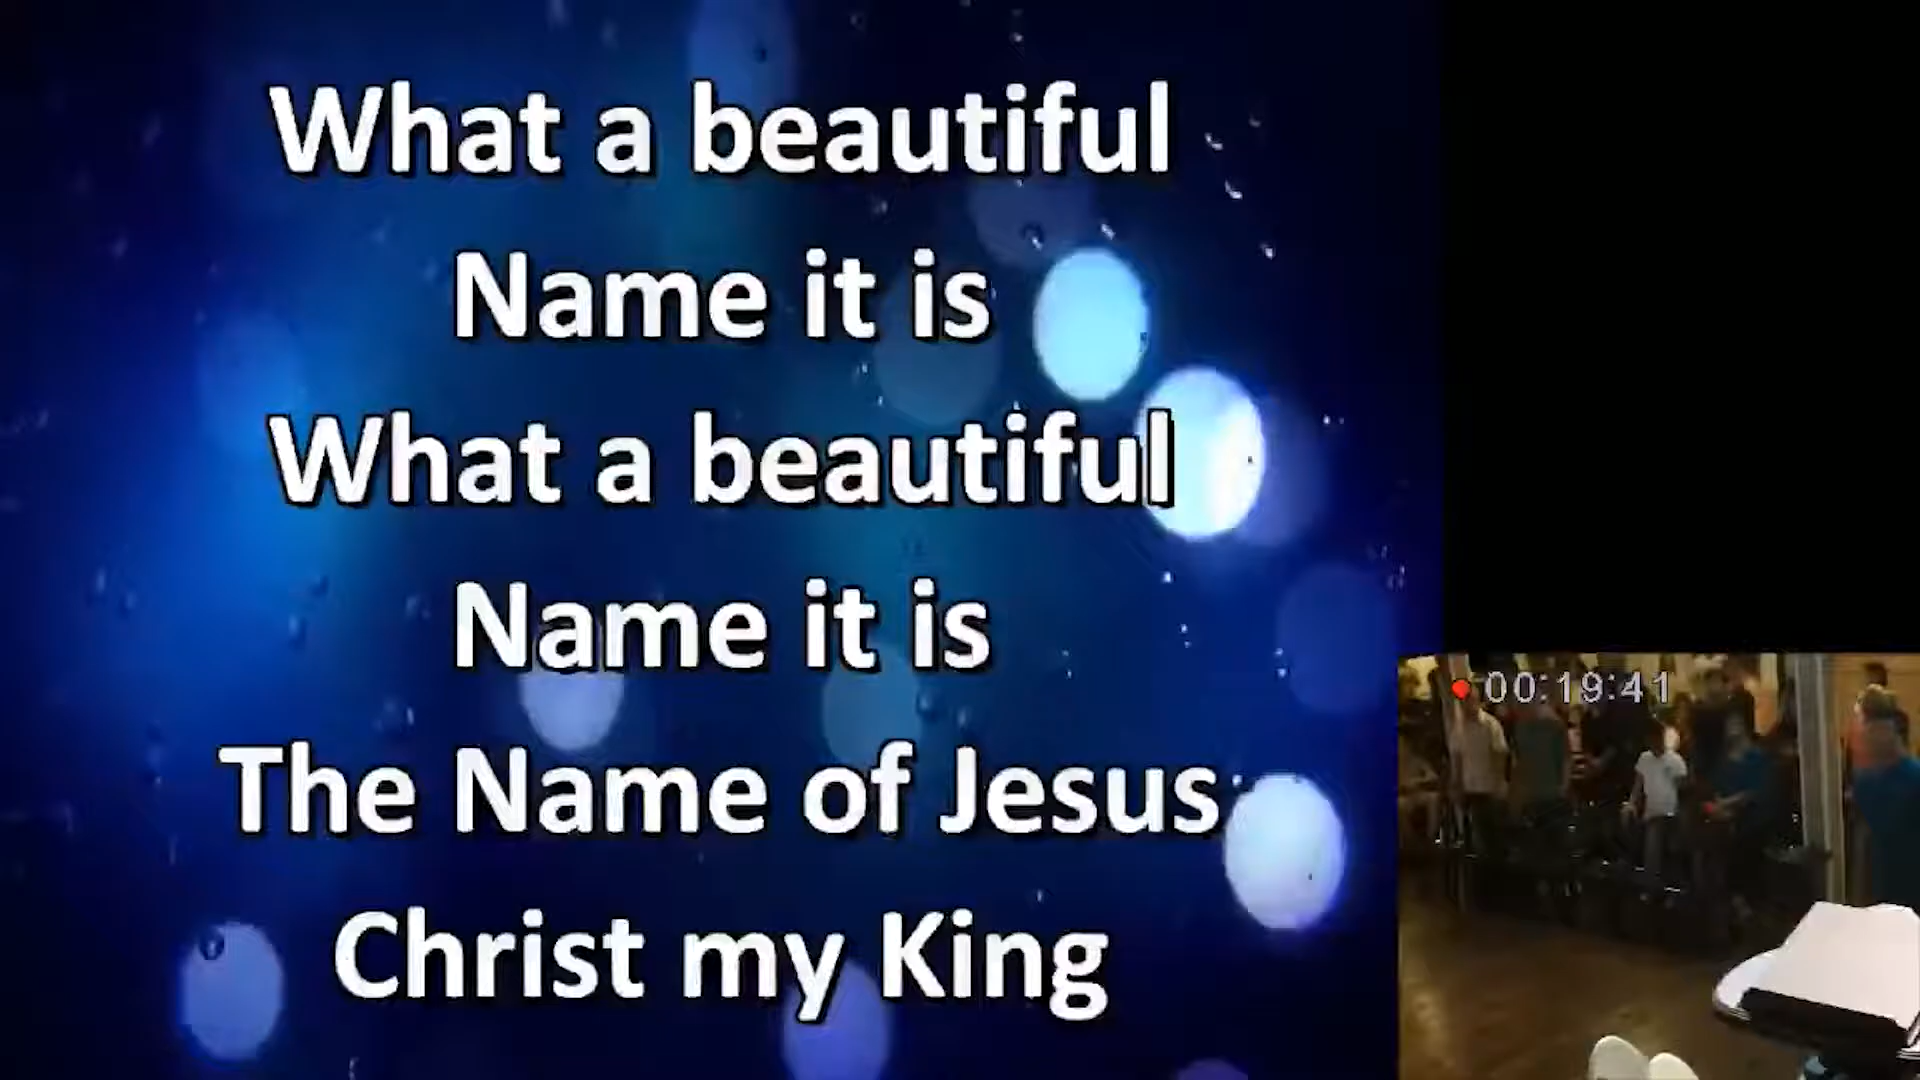 What a beautiful
Name it is
What a beautiful
Name it is
The Name of Jesus
Christ my King
00:19:41